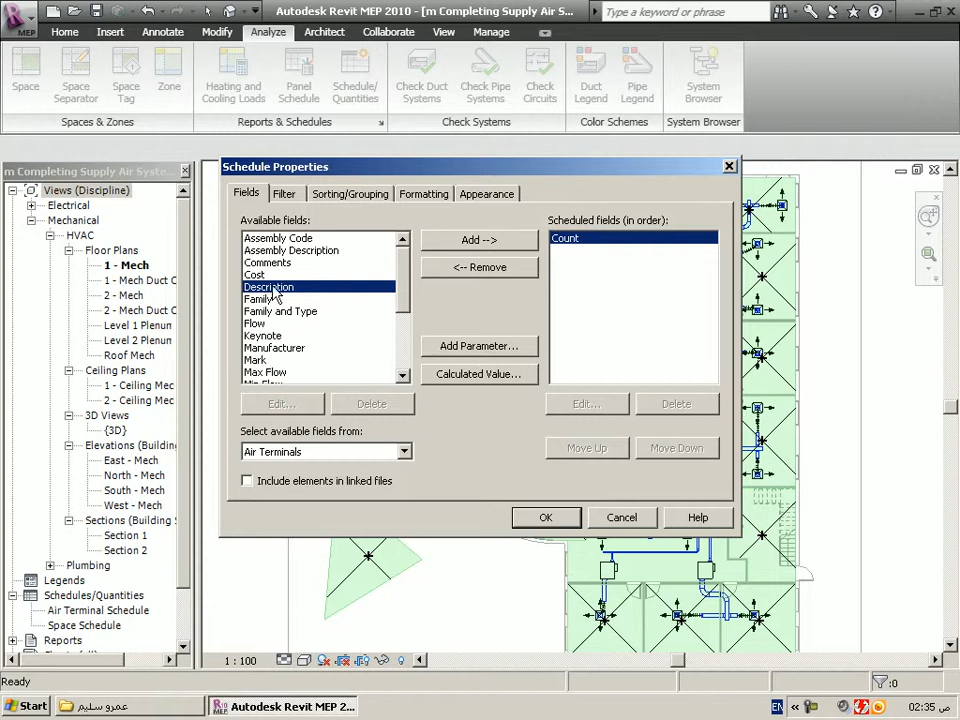 Autodesk Revit MEP 2010 - [m Completing Supply Air S...
Type a keyword or phrase
MEP
Home
Insert
Annotate
Modify
Analyze
Architect
Collaborate
View
Manage
Space
Space Separator
Space Tag
Zone
Heating and Cooling Loads
Panel Schedule
Schedule/ Quantities
Check Duct Systems
Check Pipe Systems
Check Circuits
Duct Legend
Pipe Legend
System Browser
Spaces & Zones
Reports & Schedules
Check Systems
Color Schemes
System Browser
m Completing Supply Air Syste...
Views (Discipline)
Electrical
Mechanical
HVAC
Floor Plans
1 - Mech
1 - Mech Duct C
2 - Mech
2 - Mech Duct C
Level 1 Plenum
Level 2 Plenum
Roof Mech
Ceiling Plans
1 - Ceiling Mec
2 - Ceiling Mec
3D Views
{3D}
Elevations (Building
East - Mech
North - Mech
South - Mech
West - Mech
Sections (Building S
Section 1
Section 2
Plumbing
Legends
Schedules/Quantities
Air Terminal Schedule
Space Schedule
Reports
Schedule Properties
Fields
Filter
Sorting/Grouping
Formatting
Appearance
Available fields:
Assembly Code
Assembly Description
Comments
Cost
Description
Family
Family and Type
Flow
Keynote
Manufacturer
Mark
Max Flow
Min Flow
Add -->
<-- Remove
Add Parameter...
Calculated Value...
Scheduled fields (in order):
Count
Edit...
Delete
Edit...
Delete
Select available fields from:
Air Terminals
Move Up
Move Down
Include elements in linked files
OK
Cancel
Help
1 : 100
Ready
:0
Start
عمرو سليم
Autodesk Revit MEP 2...
EN
02:35 ص